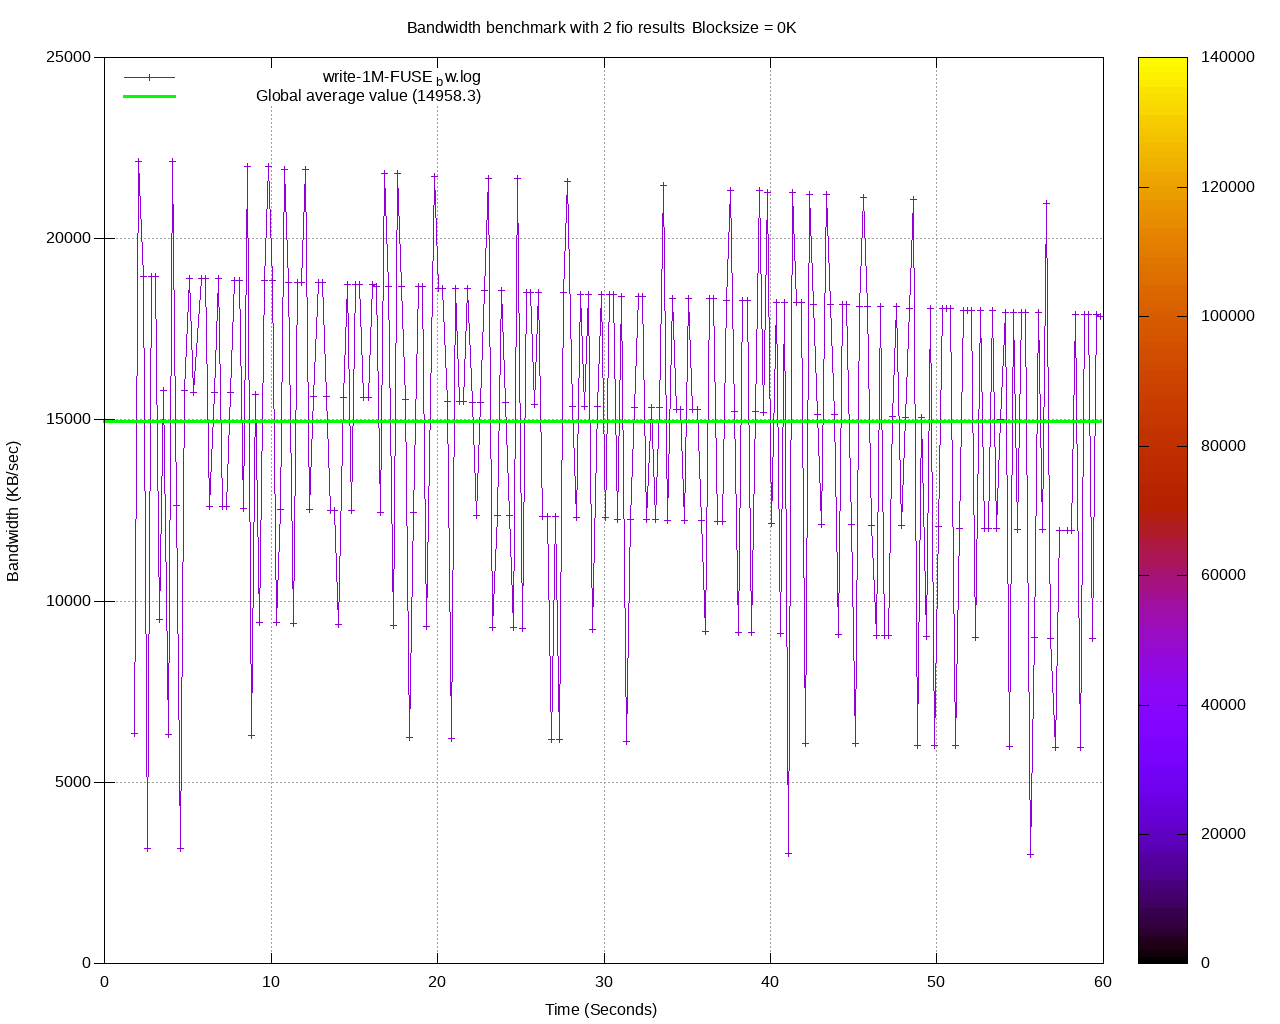 Bandwidth benchmark with 2 fio results Blocksize = 0K
write-1M-FUSE_bw.log
Global average value (14958.3)
Bandwidth (KB/sec)
25000
20000
15000
10000
5000
0
0 10 20 30 40 50 60
Time (Seconds)
140000
120000
100000
80000
60000
40000
20000
0